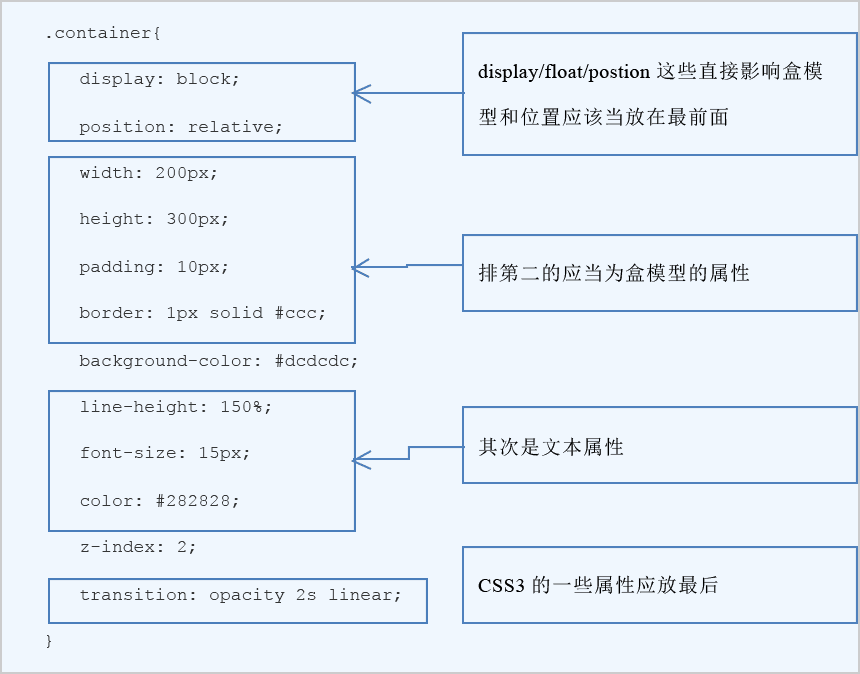 .container{
display: block;
position: relative;
display/float/postion 这些直接影响盒模
型和位置应该当放在最前面
width: 200px;
height: 300px;
padding: 10px;
border: 1px solid #ccc;
排第二的应当为盒模型的属性
background-color: #dcdcdc;
line-height: 150%;
font-size: 15px;
color: #282828;
其次是文本属性
z-index: 2;
transition: opacity 2s linear;
CSS3 的一些属性应放最后
}